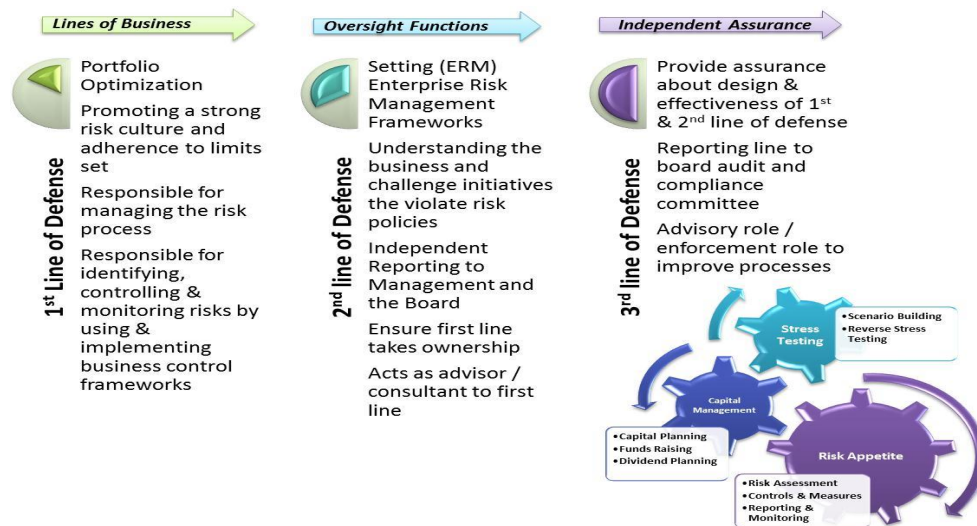 Lines of Business
1st Line of Defense
Portfolio
Optimization
Promoting a strong
risk culture and
adherence to limits
set
Responsible for
managing the risk
process
Responsible for
identifying,
controlling &
monitoring risks by
using &
implementing
business control
frameworks
Oversight Functions
2nd line of Defense
Setting (ERM)
Enterprise Risk
Management
Frameworks
Understanding the
business and
challenge initiatives
the violate risk
policies
Independent
Reporting to
Management and
the Board
Ensure first line
takes ownership
Acts as advisor /
consultant to first
line
Independent Assurance
3rd line of Defense
Provide assurance
about design &
effectiveness of 1st
& 2nd line of defense
Reporting line to
board audit and
compliance
committee
Advisory role /
enforcement role to
improve processes
Stress
Testing
•Scenario Building
•Reverse Stress
Testing
Capital
Management
•Capital Planning
•Funds Raising
•Dividend Planning
Risk Appetite
•Risk Assessment
•Controls & Measures
•Reporting &
Monitoring